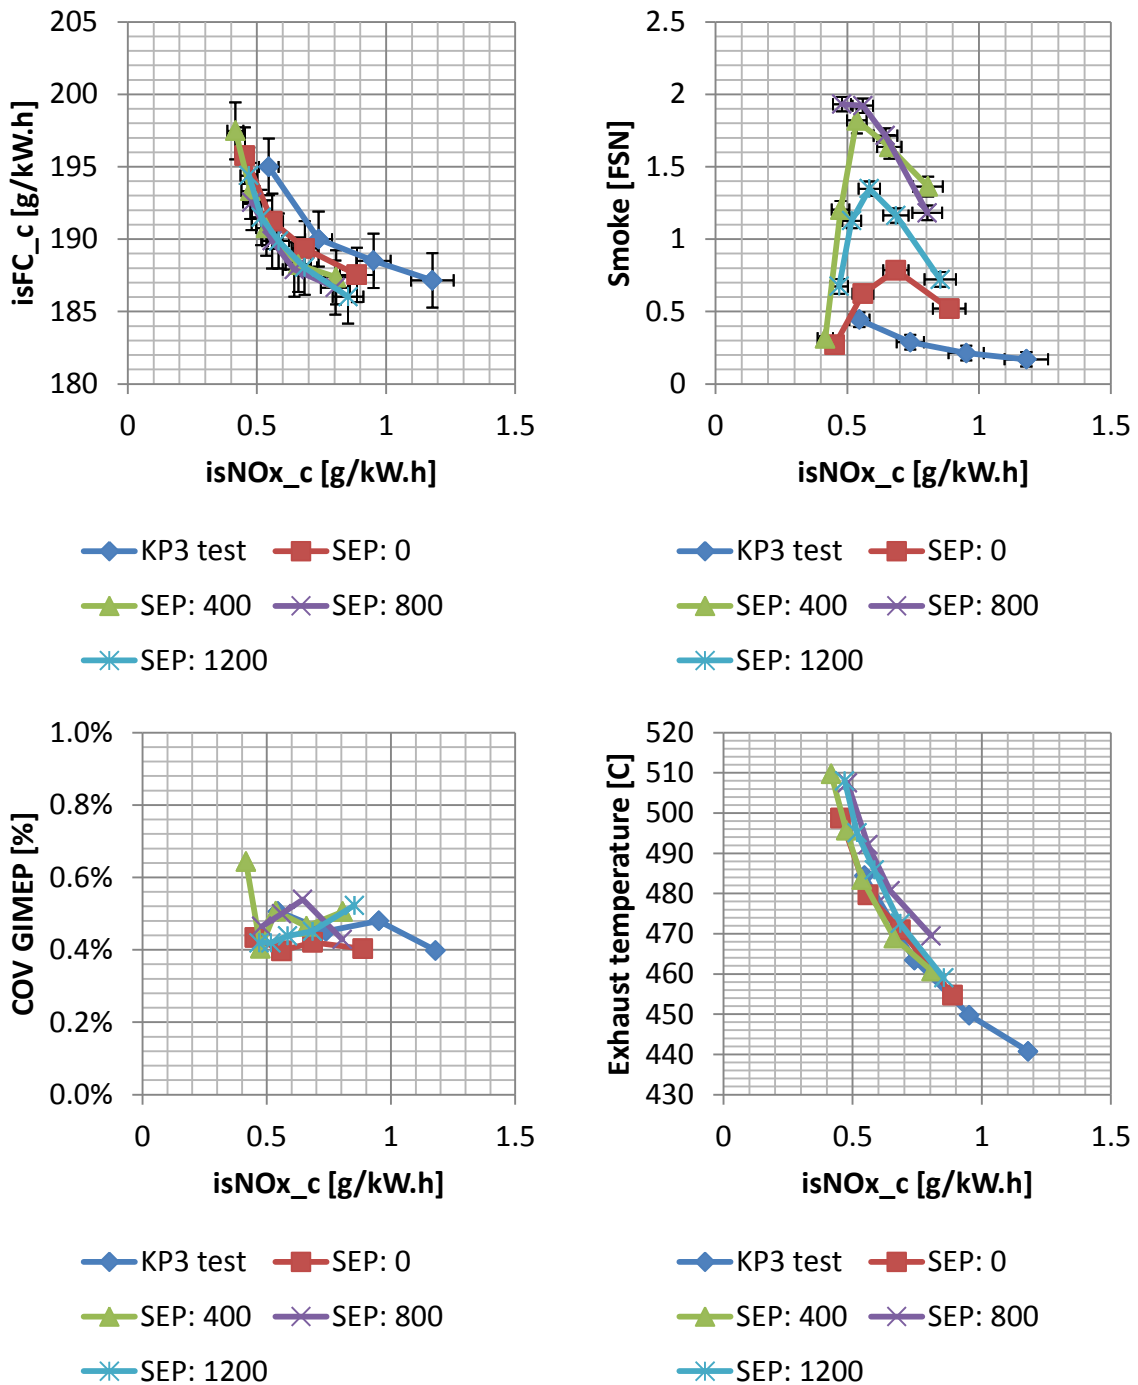 isFC_c [g/kW.h]
205
200
195
190
185
180
0 0.5 1 1.5
isNOx_c [g/kW.h]
KP3 test SEP: 0
SEP: 400 SEP: 800
SEP: 1200
Smoke [FSN]
2.5
2
1.5
1
0.5
0
0 0.5 1 1.5
isNOx_c [g/kW.h]
KP3 test SEP: 0
SEP: 400 SEP: 800
SEP: 1200
COV GIMEP [%]
1.0%
0.8%
0.6%
0.4%
0.2%
0.0%
0 0.5 1 1.5
isNOx_c [g/kW.h]
KP3 test SEP: 0
SEP: 400 SEP: 800
SEP: 1200
Exhaust temperature [C]
520
510
500
490
480
470
460
450
440
430
0 0.5 1 1.5
isNOx_c [g/kW.h]
KP3 test SEP: 0
SEP: 400 SEP: 800
SEP: 1200